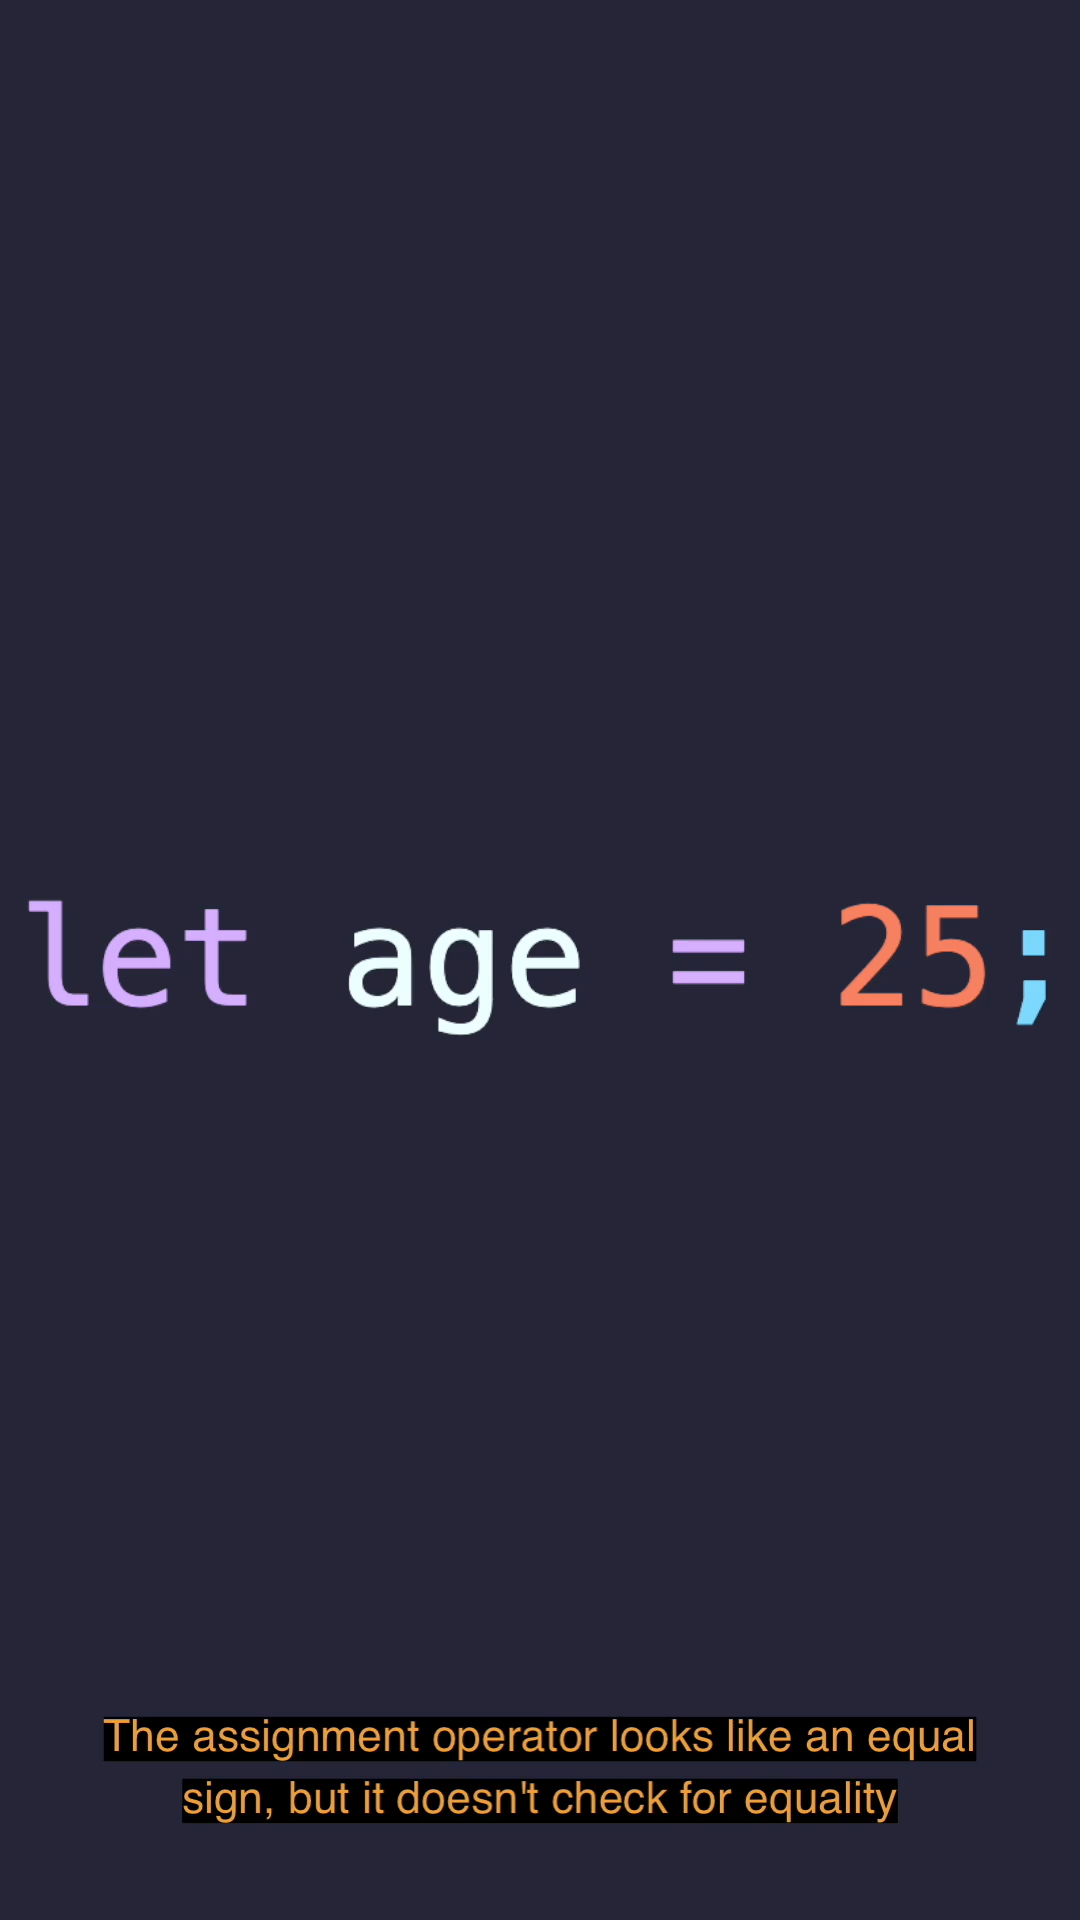 let age = 25;
The assignment operator looks like an equal
sign, but it doesn't check for equality